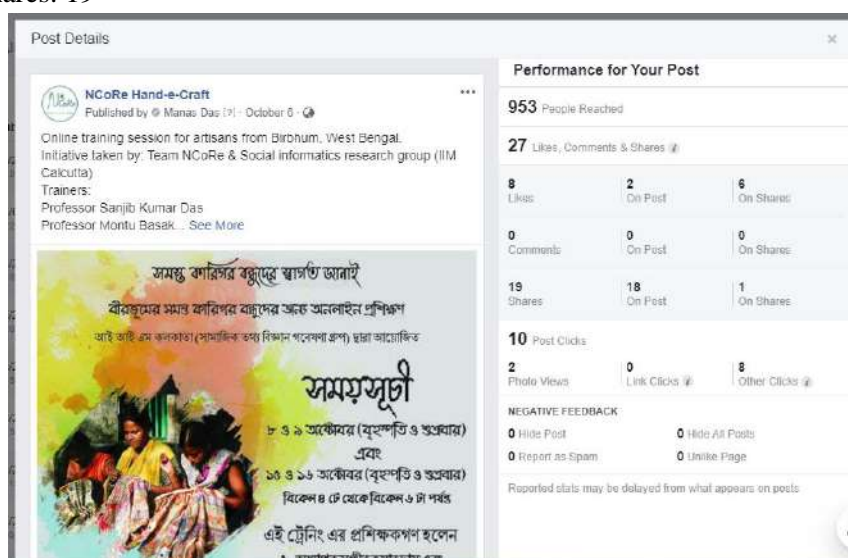 Shares: 19
Post Details
NCoRe Hand-e-Craft
Published by Manas Das [?] · October 6 ·
Online training session for artisans from Birbhum, West Bengal.
Initiative taken by: Team NCoRe & Social informatics research group (IIM
Calcutta)
Trainers:
Professor Sanjib Kumar Das
Professor Montu Basak... See More
সমস্ত কারিগর বন্ধুদের স্বাগত জানাই
বীরভূমের সমস্ত কারিগর বন্ধুদের জন্য অনলাইন প্রশিক্ষণ
আই আই এম কলকাতা (সামাজিক তথ্য বিজ্ঞান গবেষণা গ্রুপ) দ্বারা আয়োজিত
সময়সূচী
৮ ও ৯ অক্টোবর (বৃহস্পতি ও শুক্রবার)
এবং
১৫ ও ১৬ অক্টোবর (বৃহস্পতি ও শুক্রবার)
বিকেল ৪ টে থেকে বিকেল ৬ টা পর্যন্ত
এই ট্রেনিং এর প্রশিক্ষকগণ হলেন
Performance for Your Post
953 People Reached
27 Likes, Comments & Shares
8 Likes
2 On Post
6 On Shares
0 Comments
0 On Post
0 On Shares
19 Shares
18 On Post
1 On Shares
10 Post Clicks
2 Photo Views
0 Link Clicks
8 Other Clicks
NEGATIVE FEEDBACK
0 Hide Post
0 Hide All Posts
0 Report as Spam
0 Unlike Page
Reported stats may be delayed from what appears on posts